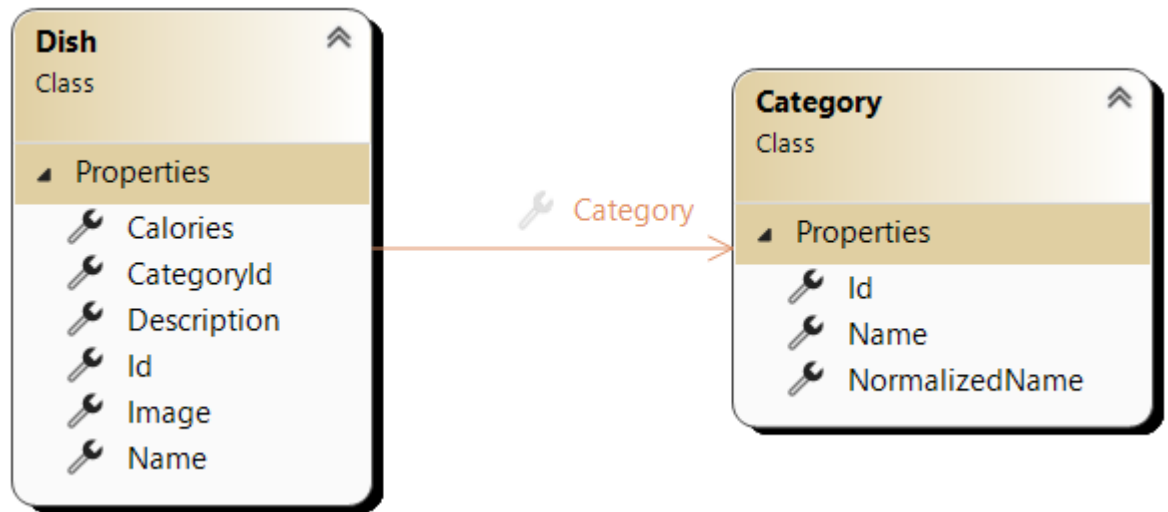 Dish
Class
Properties
Calories
CategoryId
Description
Id
Image
Name
Category
Category
Class
Properties
Id
Name
NormalizedName